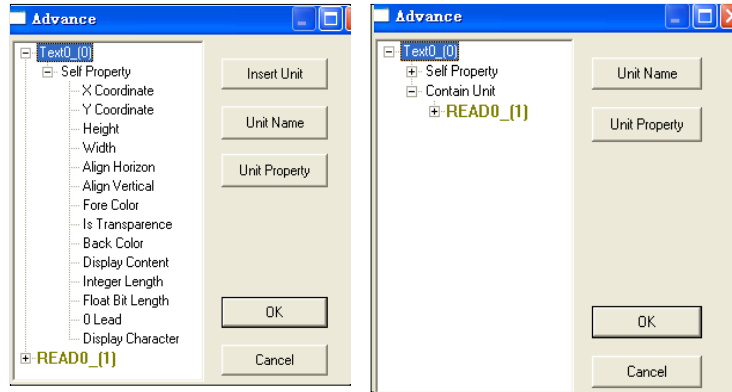 Advance
Text0_(0)
Self Property
X Coordinate
Y Coordinate
Height
Width
Align Horizon
Align Vertical
Fore Color
Is Transparence
Back Color
Display Content
Integer Length
Float Bit Length
0 Lead
Display Character
READ0_(1)
Insert Unit
Unit Name
Unit Property
OK
Cancel
Advance
Text0_(0)
Self Property
Contain Unit
READ0_(1)
Unit Name
Unit Property
OK
Cancel